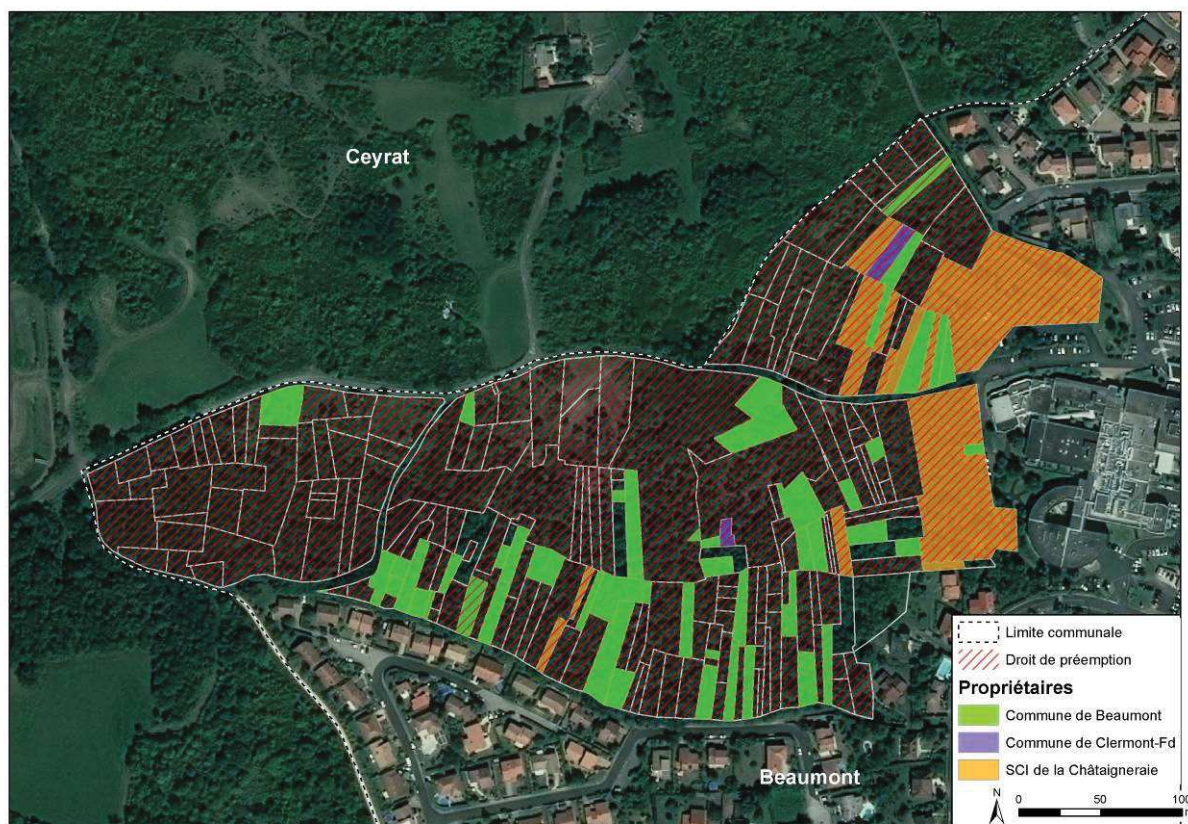 Ceyrat
Beaumont
Limite communale
Droit de préemption
Propriétaires
Commune de Beaumont
Commune de Clermont-Fd
SCI de la Châtaigneraie
N
0 50 100